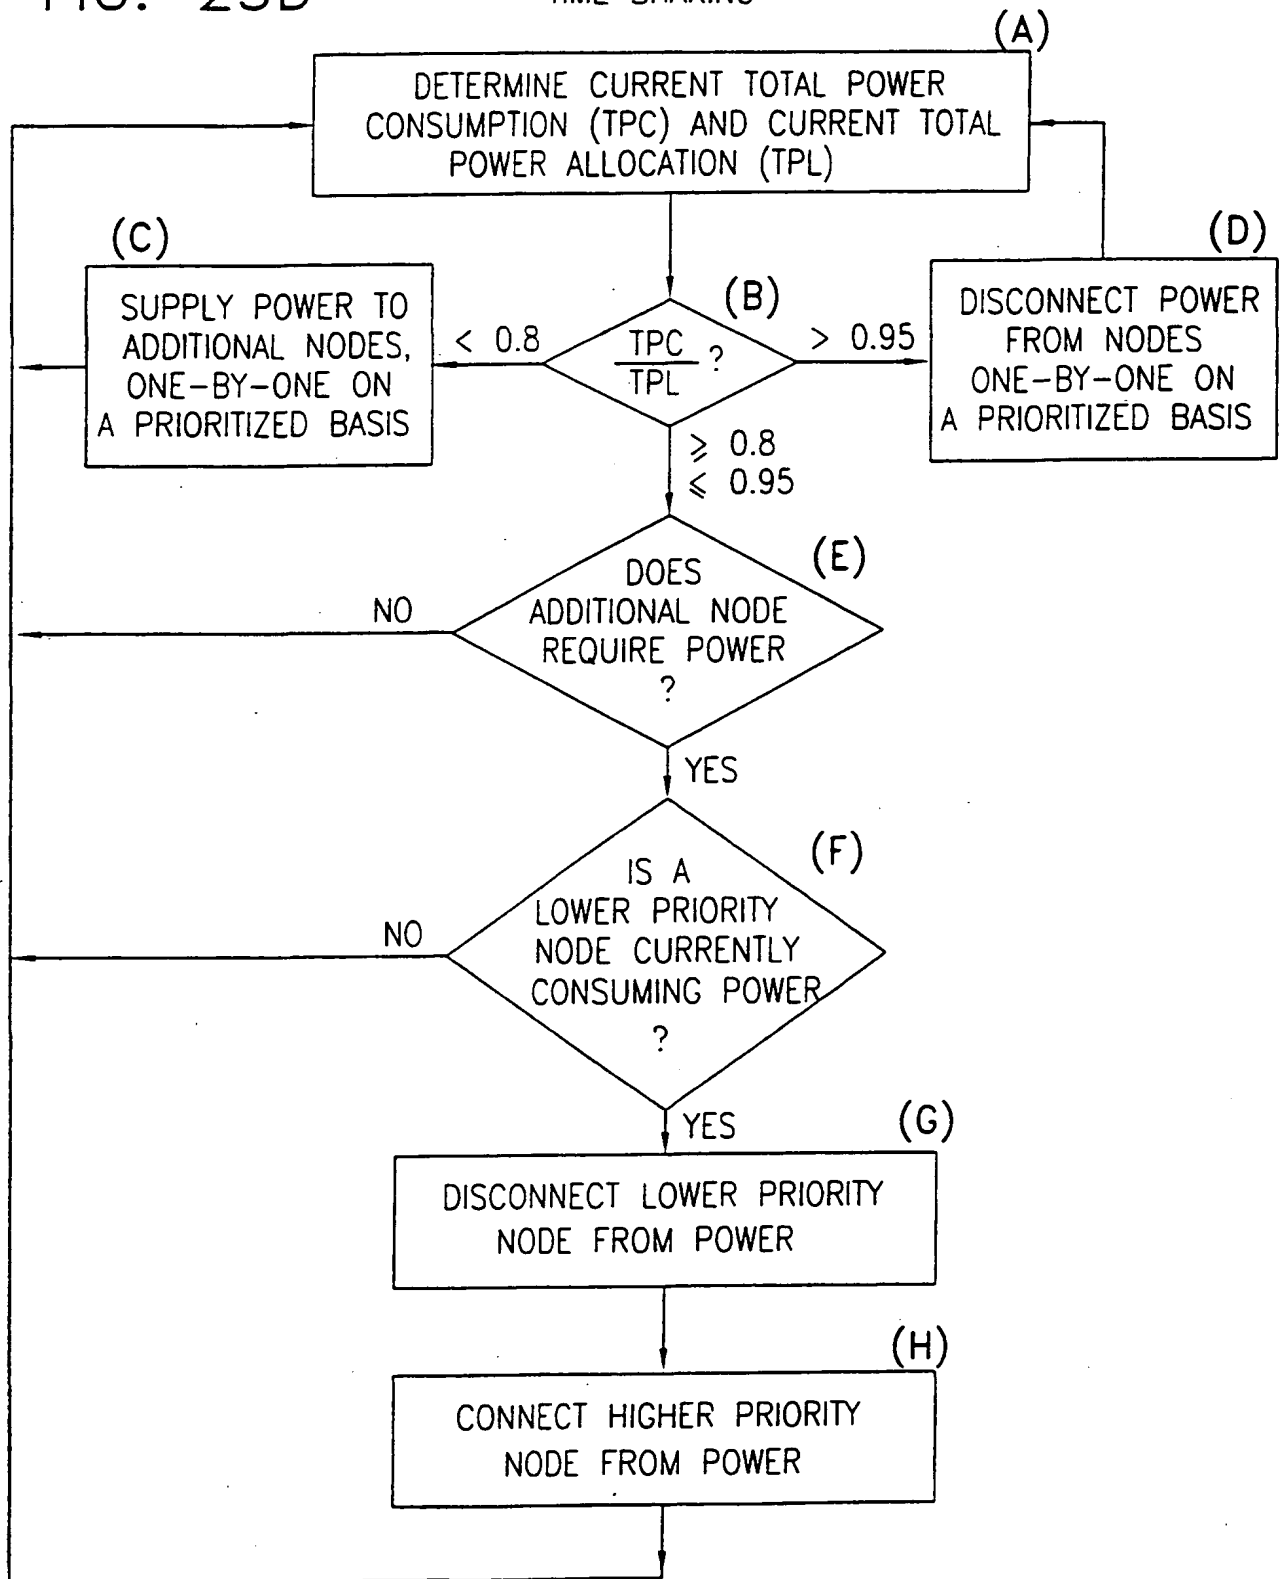 (A)
DETERMINE CURRENT TOTAL POWER
CONSUMPTION (TPC) AND CURRENT TOTAL
POWER ALLOCATION (TPL)
(C)
SUPPLY POWER TO
ADDITIONAL NODES,
ONE-BY-ONE ON
A PRIORITIZED BASIS
< 0.8
(B)
TPC
TPL
?
> 0.95
(D)
DISCONNECT POWER
FROM NODES
ONE-BY-ONE ON
A PRIORITIZED BASIS
⩾ 0.8
⩽ 0.95
(E)
DOES
ADDITIONAL NODE
REQUIRE POWER
?
NO
YES
(F)
IS A
LOWER PRIORITY
NODE CURRENTLY
CONSUMING POWER
?
NO
YES
(G)
DISCONNECT LOWER PRIORITY
NODE FROM POWER
(H)
CONNECT HIGHER PRIORITY
NODE FROM POWER